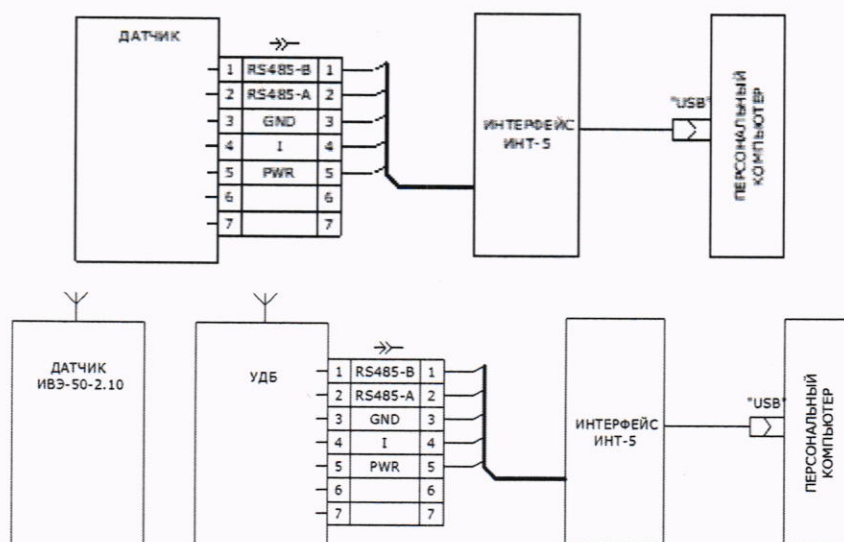 ДАТЧИК
1 RS485-B 1
2 RS485-A 2
3 GND 3
4 I 4
5 PWR 5
6 6
7 7
ИНТЕРФЕЙС
ИНТ-5
"USB"
ПЕРСОНАЛЬНЫЙ
КОМПЬЮТЕР
ДАТЧИК
ИВЭ-50-2.10
УДБ
1 RS485-B 1
2 RS485-A 2
3 GND 3
4 I 4
5 PWR 5
6 6
7 7
ИНТЕРФЕЙС
ИНТ-5
"USB"
ПЕРСОНАЛЬНЫЙ
КОМПЬЮТЕР